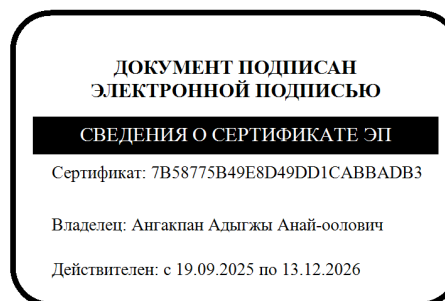 ДОКУМЕНТ ПОДПИСАН
ЭЛЕКТРОННОЙ ПОДПИСЬЮ
СВЕДЕНИЯ О СЕРТИФИКАТЕ ЭП
Сертификат: 7B58775B49E8D49DD1CABBADB3
Владелец: Ангакпан Адыгжы Анай-оолович
Действителен: с 19.09.2025 по 13.12.2026